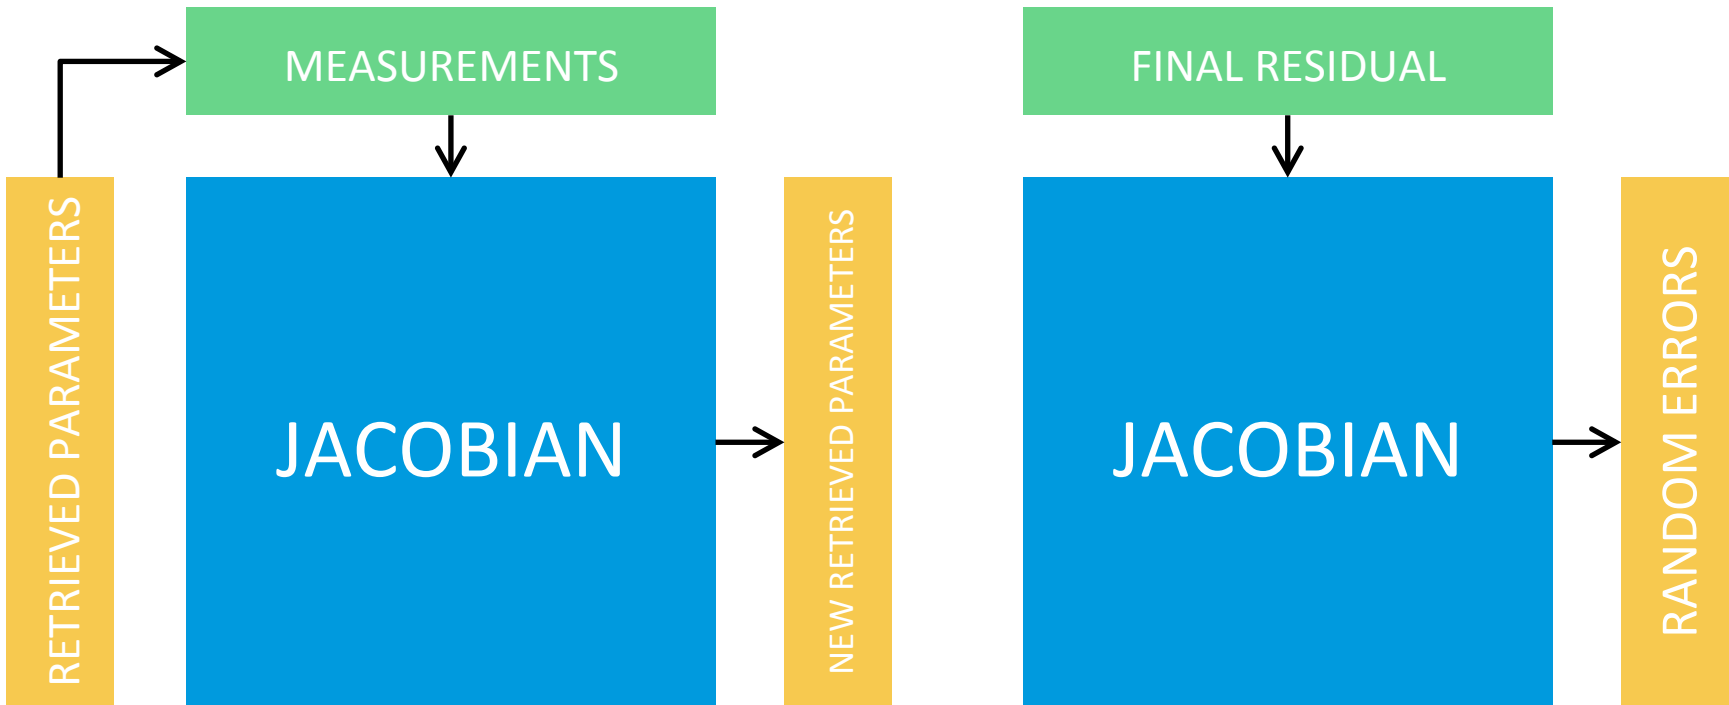 MEASUREMENTS
RETRIEVED PARAMETERS
JACOBIAN
NEW RETRIEVED PARAMETERS
FINAL RESIDUAL
JACOBIAN
RANDOM ERRORS